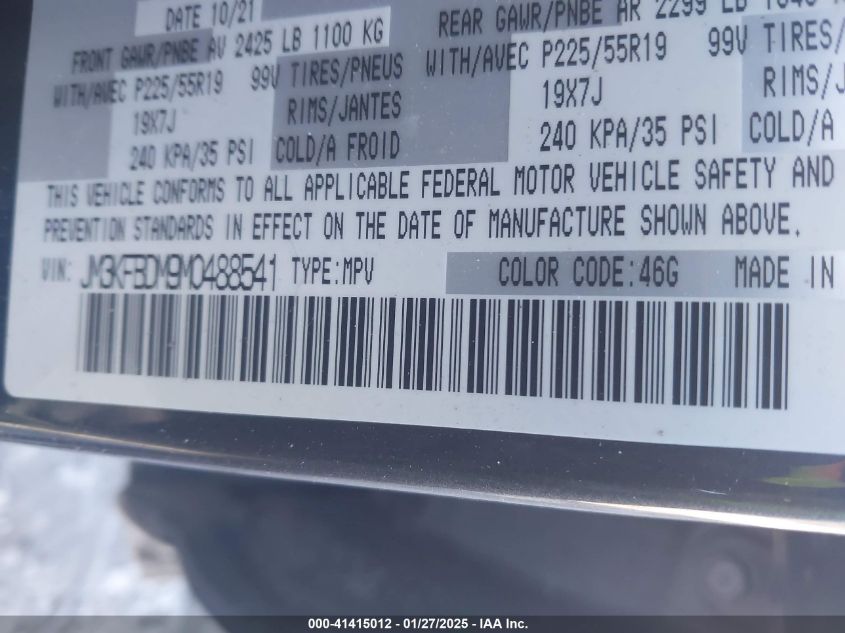 DATE 10/21
FRONT GAWR/PNBE AV 2425 LB 1100 KG
WITH/AVEC P225/55R19 99V TIRES/PNEUS
19X7J RIMS/JANTES
240 KPA/35 PSI COLD/A FROID
REAR GAWR/PNBE AR 2299 LB
WITH/AVEC P225/55R19 99V TIRES/
19X7J RIMS/J
240 KPA/35 PSI COLD/A
THIS VEHICLE CONFORMS TO ALL APPLICABLE FEDERAL MOTOR VEHICLE SAFETY AND
PREVENTION STANDARDS IN EFFECT ON THE DATE OF MANUFACTURE SHOWN ABOVE.
VIN: JM3KFBDM9M0488541 TYPE:MPV COLOR CODE:46G MADE IN
000-41415012 / 01/27/2025 - IAA Inc.